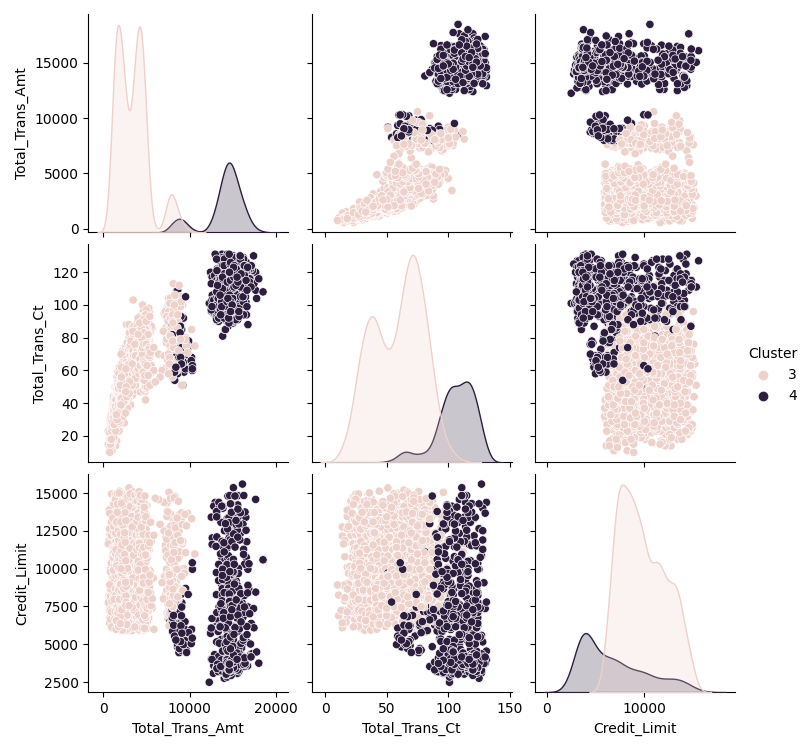 15000
10000
5000
0
Total_Trans_Amt
120
100
80
60
40
20
Total_Trans_Ct
Cluster
3
4
15000
12500
10000
7500
5000
2500
Credit_Limit
0 10000 20000
0 50 100 150
0 10000
Total_Trans_Amt Total_Trans_Ct Credit_Limit